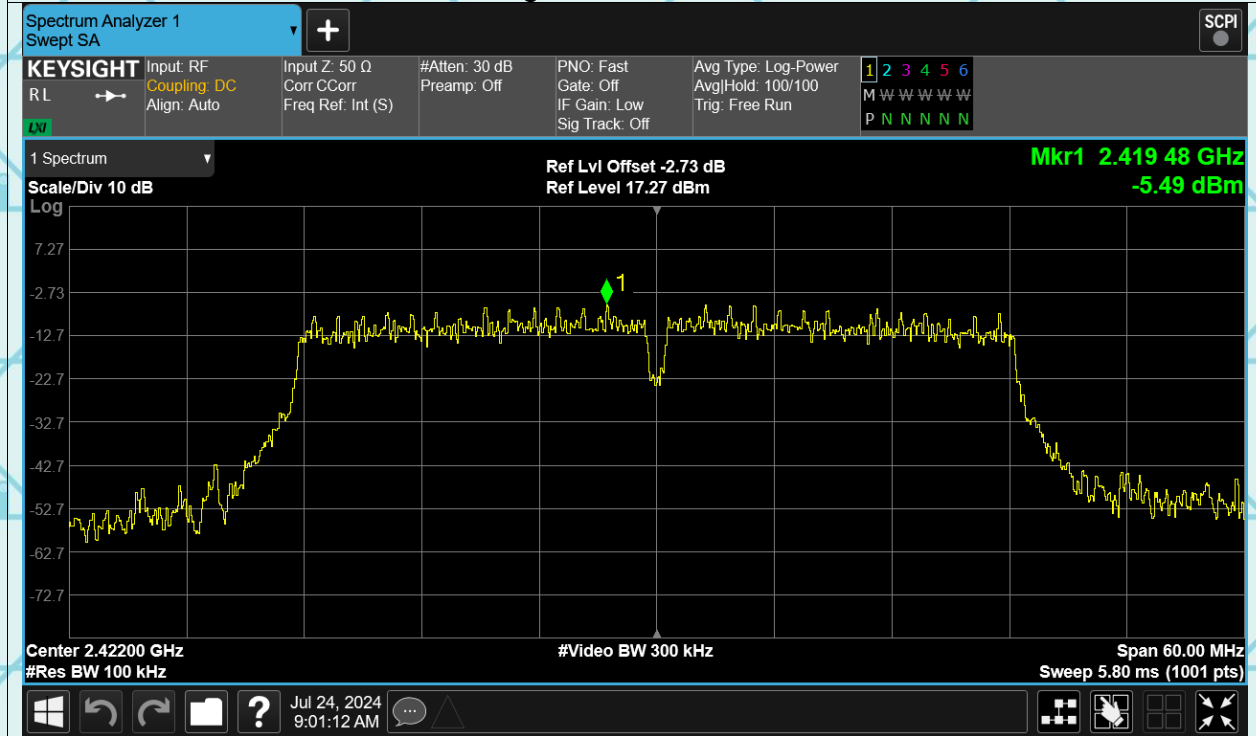 Spectrum Analyzer 1
Swept SA
+
SCPI
KEYSIGHT
RL
LXI
Input: RF
Coupling: DC
Align: Auto
Input Z: 50 Ω
Corr CCorr
Freq Ref: Int (S)
#Atten: 30 dB
Preamp: Off
PNO: Fast
Gate: Off
IF Gain: Low
Sig Track: Off
Avg Type: Log-Power
Avg|Hold: 100/100
Trig: Free Run
1 2 3 4 5 6
M W W W W W
P N N N N N
1 Spectrum
Scale/Div 10 dB
Log
Ref Lvl Offset -2.73 dB
Ref Level 17.27 dBm
Mkr1 2.419 48 GHz
-5.49 dBm
7.27
-2.73
-12.7
-22.7
-32.7
-42.7
-52.7
-62.7
-72.7
1
Center 2.42200 GHz
#Res BW 100 kHz
#Video BW 300 kHz
Span 60.00 MHz
Sweep 5.80 ms (1001 pts)
?
Jul 24, 2024
9:01:12 AM